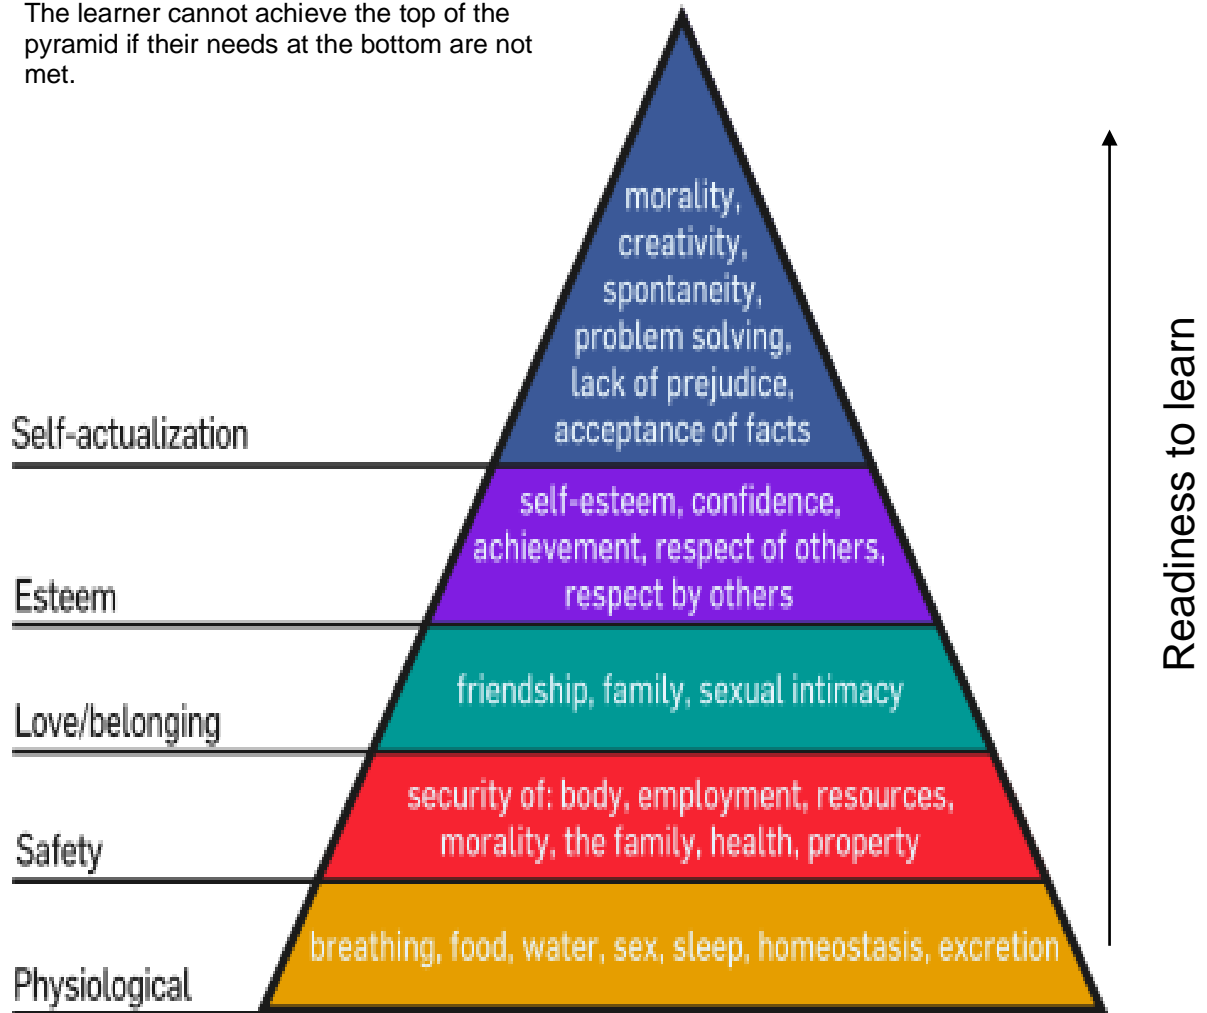 The learner cannot achieve the top of the
pyramid if their needs at the bottom are not
met.
morality,
creativity,
spontaneity,
problem solving,
lack of prejudice,
acceptance of facts
Self-actualization
self-esteem, confidence,
achievement, respect of others,
respect by others
Esteem
friendship, family, sexual intimacy
Love/belonging
security of: body, employment, resources,
morality, the family, health, property
Safety
breathing, food, water, sex, sleep, homeostasis, excretion
Physiological
Readiness to learn